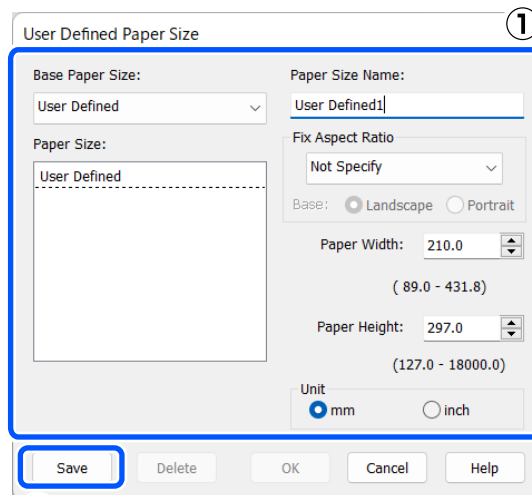 User Defined Paper Size
①
Base Paper Size:
User Defined
Paper Size:
User Defined
Paper Size Name:
User Defined1
Fix Aspect Ratio
Not Specify
Base: Landscape Portrait
Paper Width: 210.0
( 89.0 - 431.8)
Paper Height: 297.0
(127.0 - 18000.0)
Unit
mm inch
Save Delete OK Cancel Help